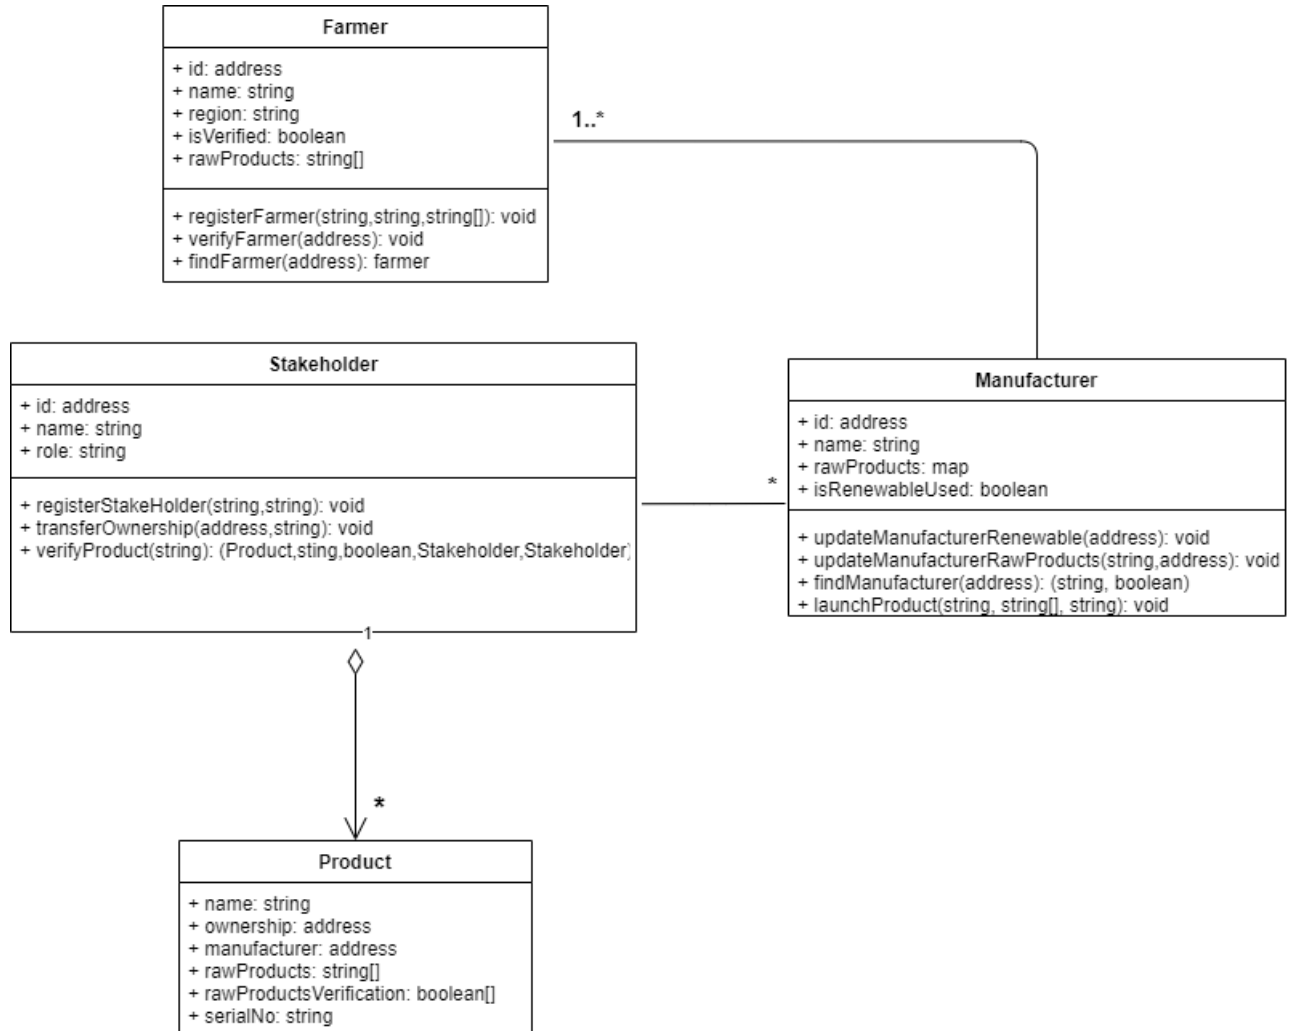 Farmer
+ id: address
+ name: string
+ region: string
+ isVerified: boolean
+ rawProducts: string[]
+ registerFarmer(string,string,string[]): void
+ verifyFarmer(address): void
+ findFarmer(address): farmer
1..*
Stakeholder
+ id: address
+ name: string
+ role: string
+ registerStakeHolder(string,string): void
+ transferOwnership(address,string): void
+ verifyProduct(string): (Product,sting,boolean,Stakeholder,Stakeholder)
*
Manufacturer
+ id: address
+ name: string
+ rawProducts: map
+ isRenewableUsed: boolean
+ updateManufacturerRenewable(address): void
+ updateManufacturerRawProducts(string,address): void
+ findManufacturer(address): (string, boolean)
+ launchProduct(string, string[], string): void
1
*
Product
+ name: string
+ ownership: address
+ manufacturer: address
+ rawProducts: string[]
+ rawProductsVerification: boolean[]
+ serialNo: string